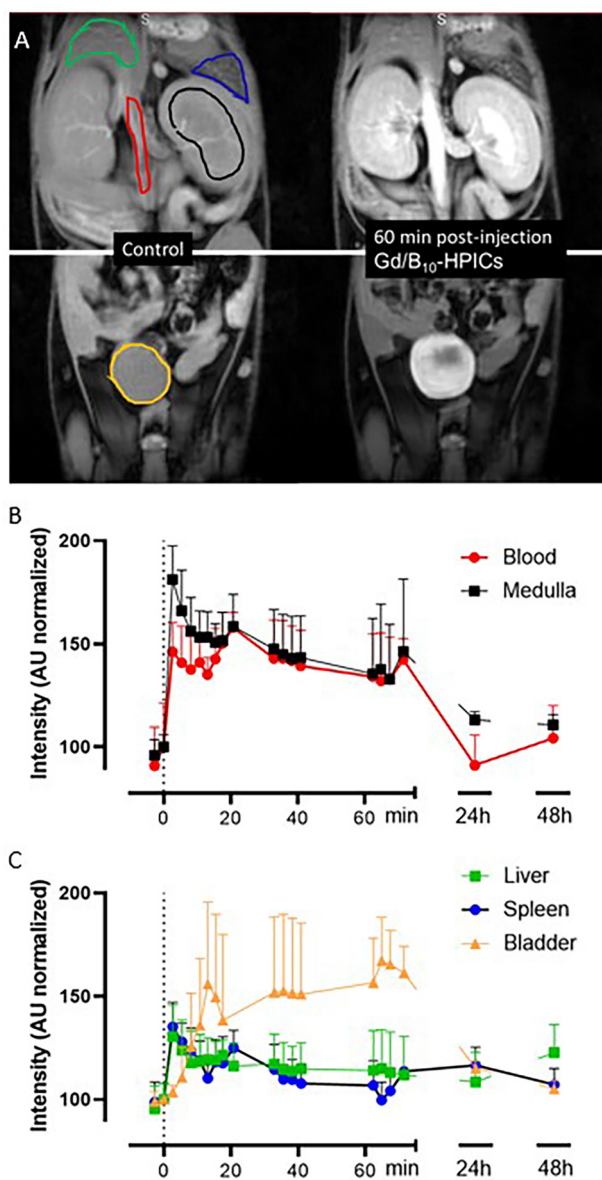 A
S
S
Control
60 min post-injection
Gd/B₁₀-HPICs
B
Intensity (AU normalized)
200
150
100
Blood
Medulla
0
20
40
60
min
24h
48h
C
Intensity (AU normalized)
200
150
100
Liver
Spleen
Bladder
0
20
40
60
min
24h
48h